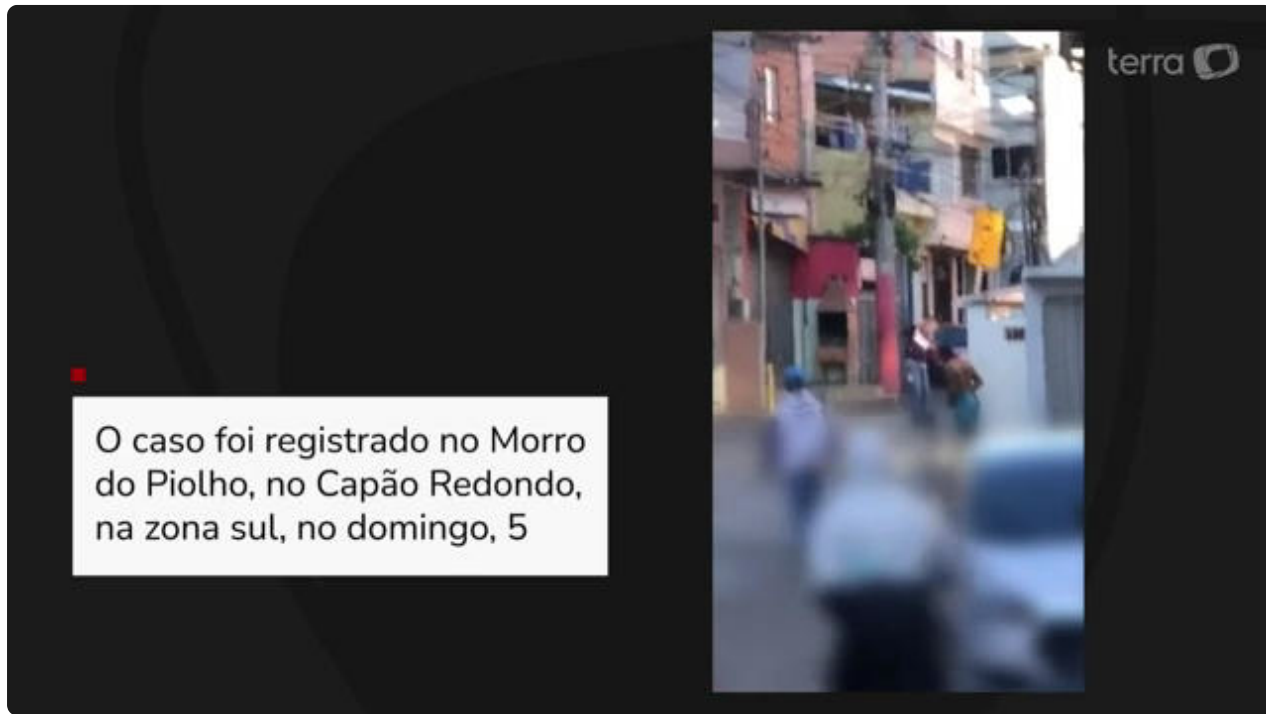 terra
O caso foi registrado no Morro
do Piolho, no Capão Redondo,
na zona sul, no domingo, 5